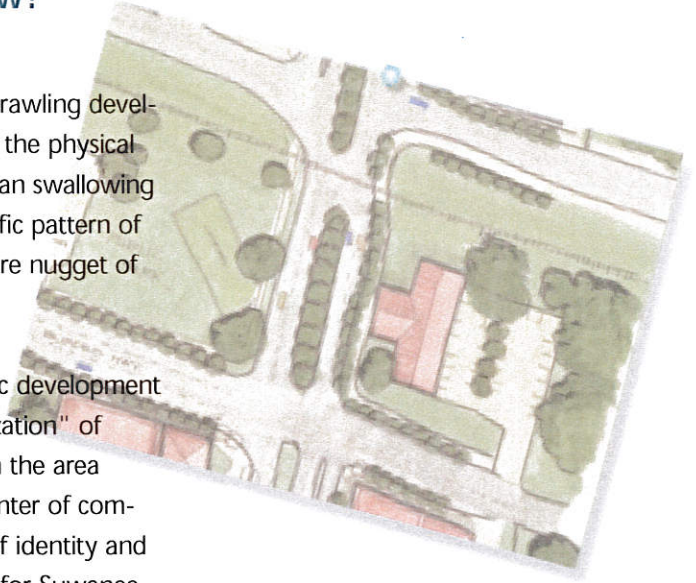 rawling devel-
the physical
an swallowing
fic pattern of
re nugget of
c development
zation" of
the area
nter of com-
f identity and
for Suwanee